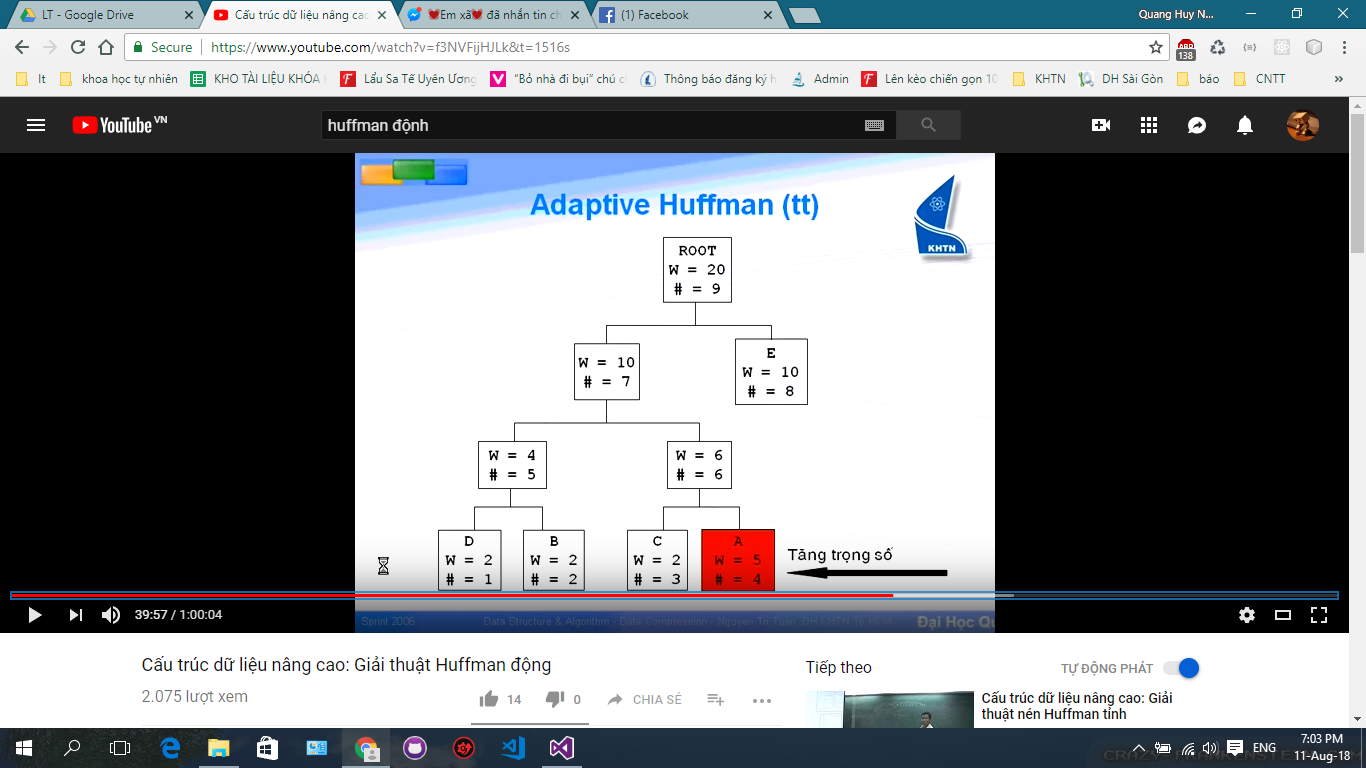 LT - Google Drive
Cấu trúc dữ liệu nâng cao
💓Em xã💓 đã nhắn tin ch
(1) Facebook
Quang Huy N...
Secure
https://www.youtube.com/watch?v=f3NVFijHJLk&t=1516s
138
It
khoa học tự nhiên
KHO TÀI LIỆU KHÓA
Lẩu Sa Tế Uyên Ương
"Bỏ nhà đi bụi" chú c
Thông báo đăng ký h
Admin
Lên kèo chiến gọn 10
KHTN
DH Sài Gòn
báo
CNTT
»
YouTube VN
huffman động
Adaptive Huffman (tt)
KHTN
ROOT
W = 20
# = 9
W = 10
# = 7
E
W = 10
# = 8
W = 4
# = 5
W = 6
# = 6
D
W = 2
# = 1
B
W = 2
# = 2
C
W = 2
# = 3
A
W = 5
# = 4
Tăng trọng số
39:57 / 1:00:04
Sprint 2006
Data Structure & Algorithm - Data Compression - Nguyen Tri Tuan, DH.KHTN Tp.HCM
Đại Học Qu
Cấu trúc dữ liệu nâng cao: Giải thuật Huffman động
2.075 lượt xem
14
0
CHIA SẺ
Tiếp theo
TỰ ĐỘNG PHÁT
Cấu trúc dữ liệu nâng cao: Giải
thuật nén Huffman tỉnh
ENG
7:03 PM
11-Aug-18